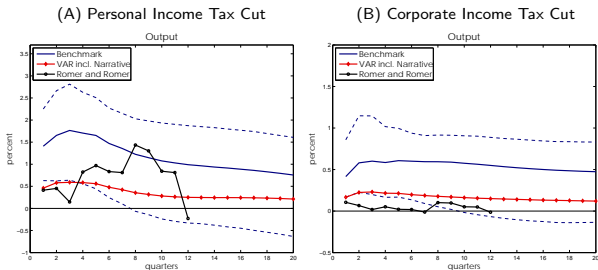 (A) Personal Income Tax Cut
Output
Benchmark
VAR incl. Narrative
Romer and Romer
percent
3.5
3
2.5
2
1.5
1
0.5
0
−0.5
−1
0 2 4 6 8 10 12 14 16 18 20
quarters
(B) Corporate Income Tax Cut
Output
Benchmark
VAR incl. Narrative
Romer and Romer
percent
2
1.5
1
0.5
0
0.5
0 2 4 6 8 10 12 14 16 18 20
quarters